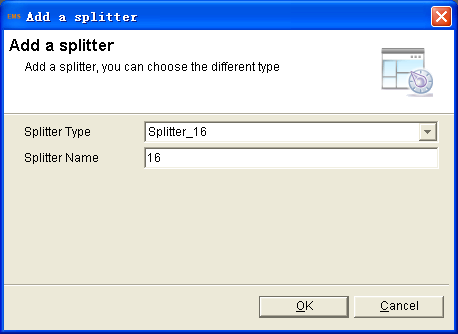 EMS Add a splitter
Add a splitter
Add a splitter, you can choose the different type
Splitter Type Splitter_16
Splitter Name 16
OK Cancel